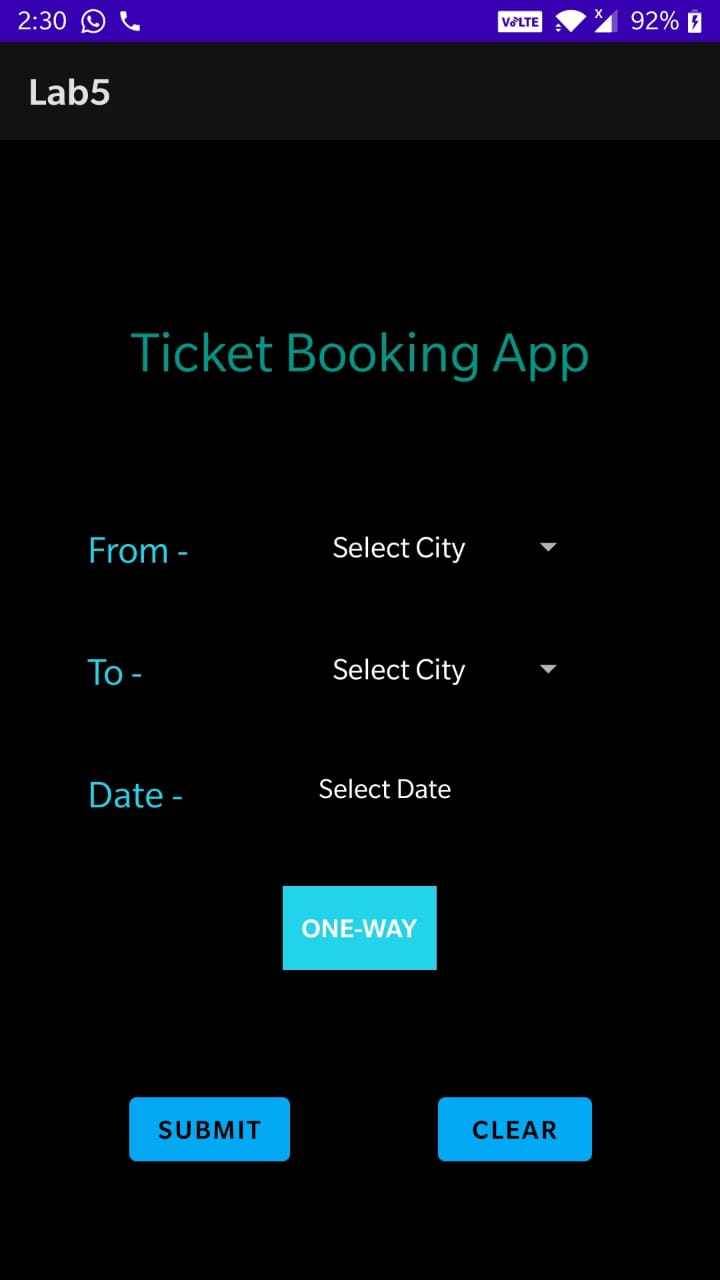 2:30 VoLTE x 92%
Lab5
Ticket Booking App
From - Select City
To - Select City
Date - Select Date
ONE-WAY
SUBMIT CLEAR